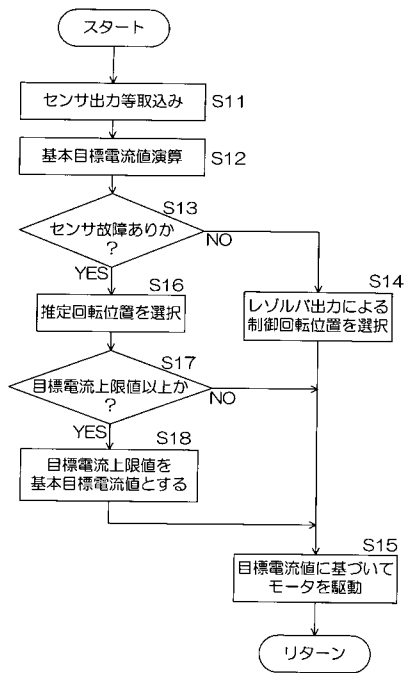 スタート
センサ出力等取込み
S11
基本目標電流値演算
S12
S13
センサ故障ありか
?
NO
YES
S16
推定回転位置を選択
S14
レゾルバ出力による
制御回転位置を選択
S17
目標電流上限値以上か
?
NO
YES
S18
目標電流上限値を
基本目標電流値とする
S15
目標電流値に基づいて
モータを駆動
リターン